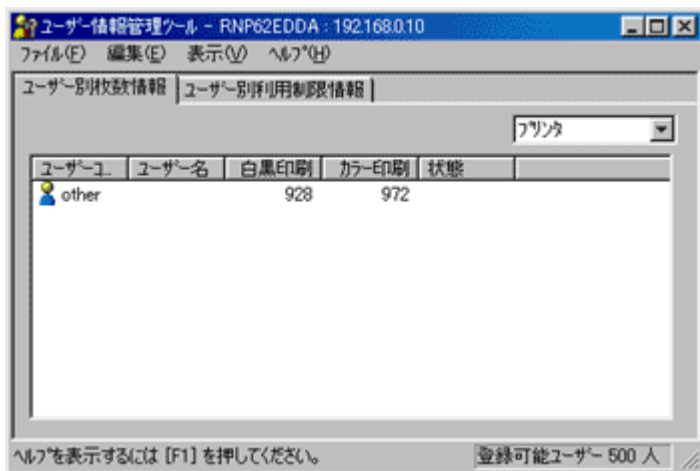 ユーザー情報管理ツール - RNP62EDDA : 192.168.0.10
ファイル(F) 編集(E) 表示(V) ヘルプ(H)
ユーザー別枚数情報 ユーザー別利用制限情報
プリンタ
ユーザーコ... ユーザー名 白黒印刷 カラー印刷 状態
other 928 972
ヘルプを表示するには [F1] を押してください。 登録可能ユーザー 500 人